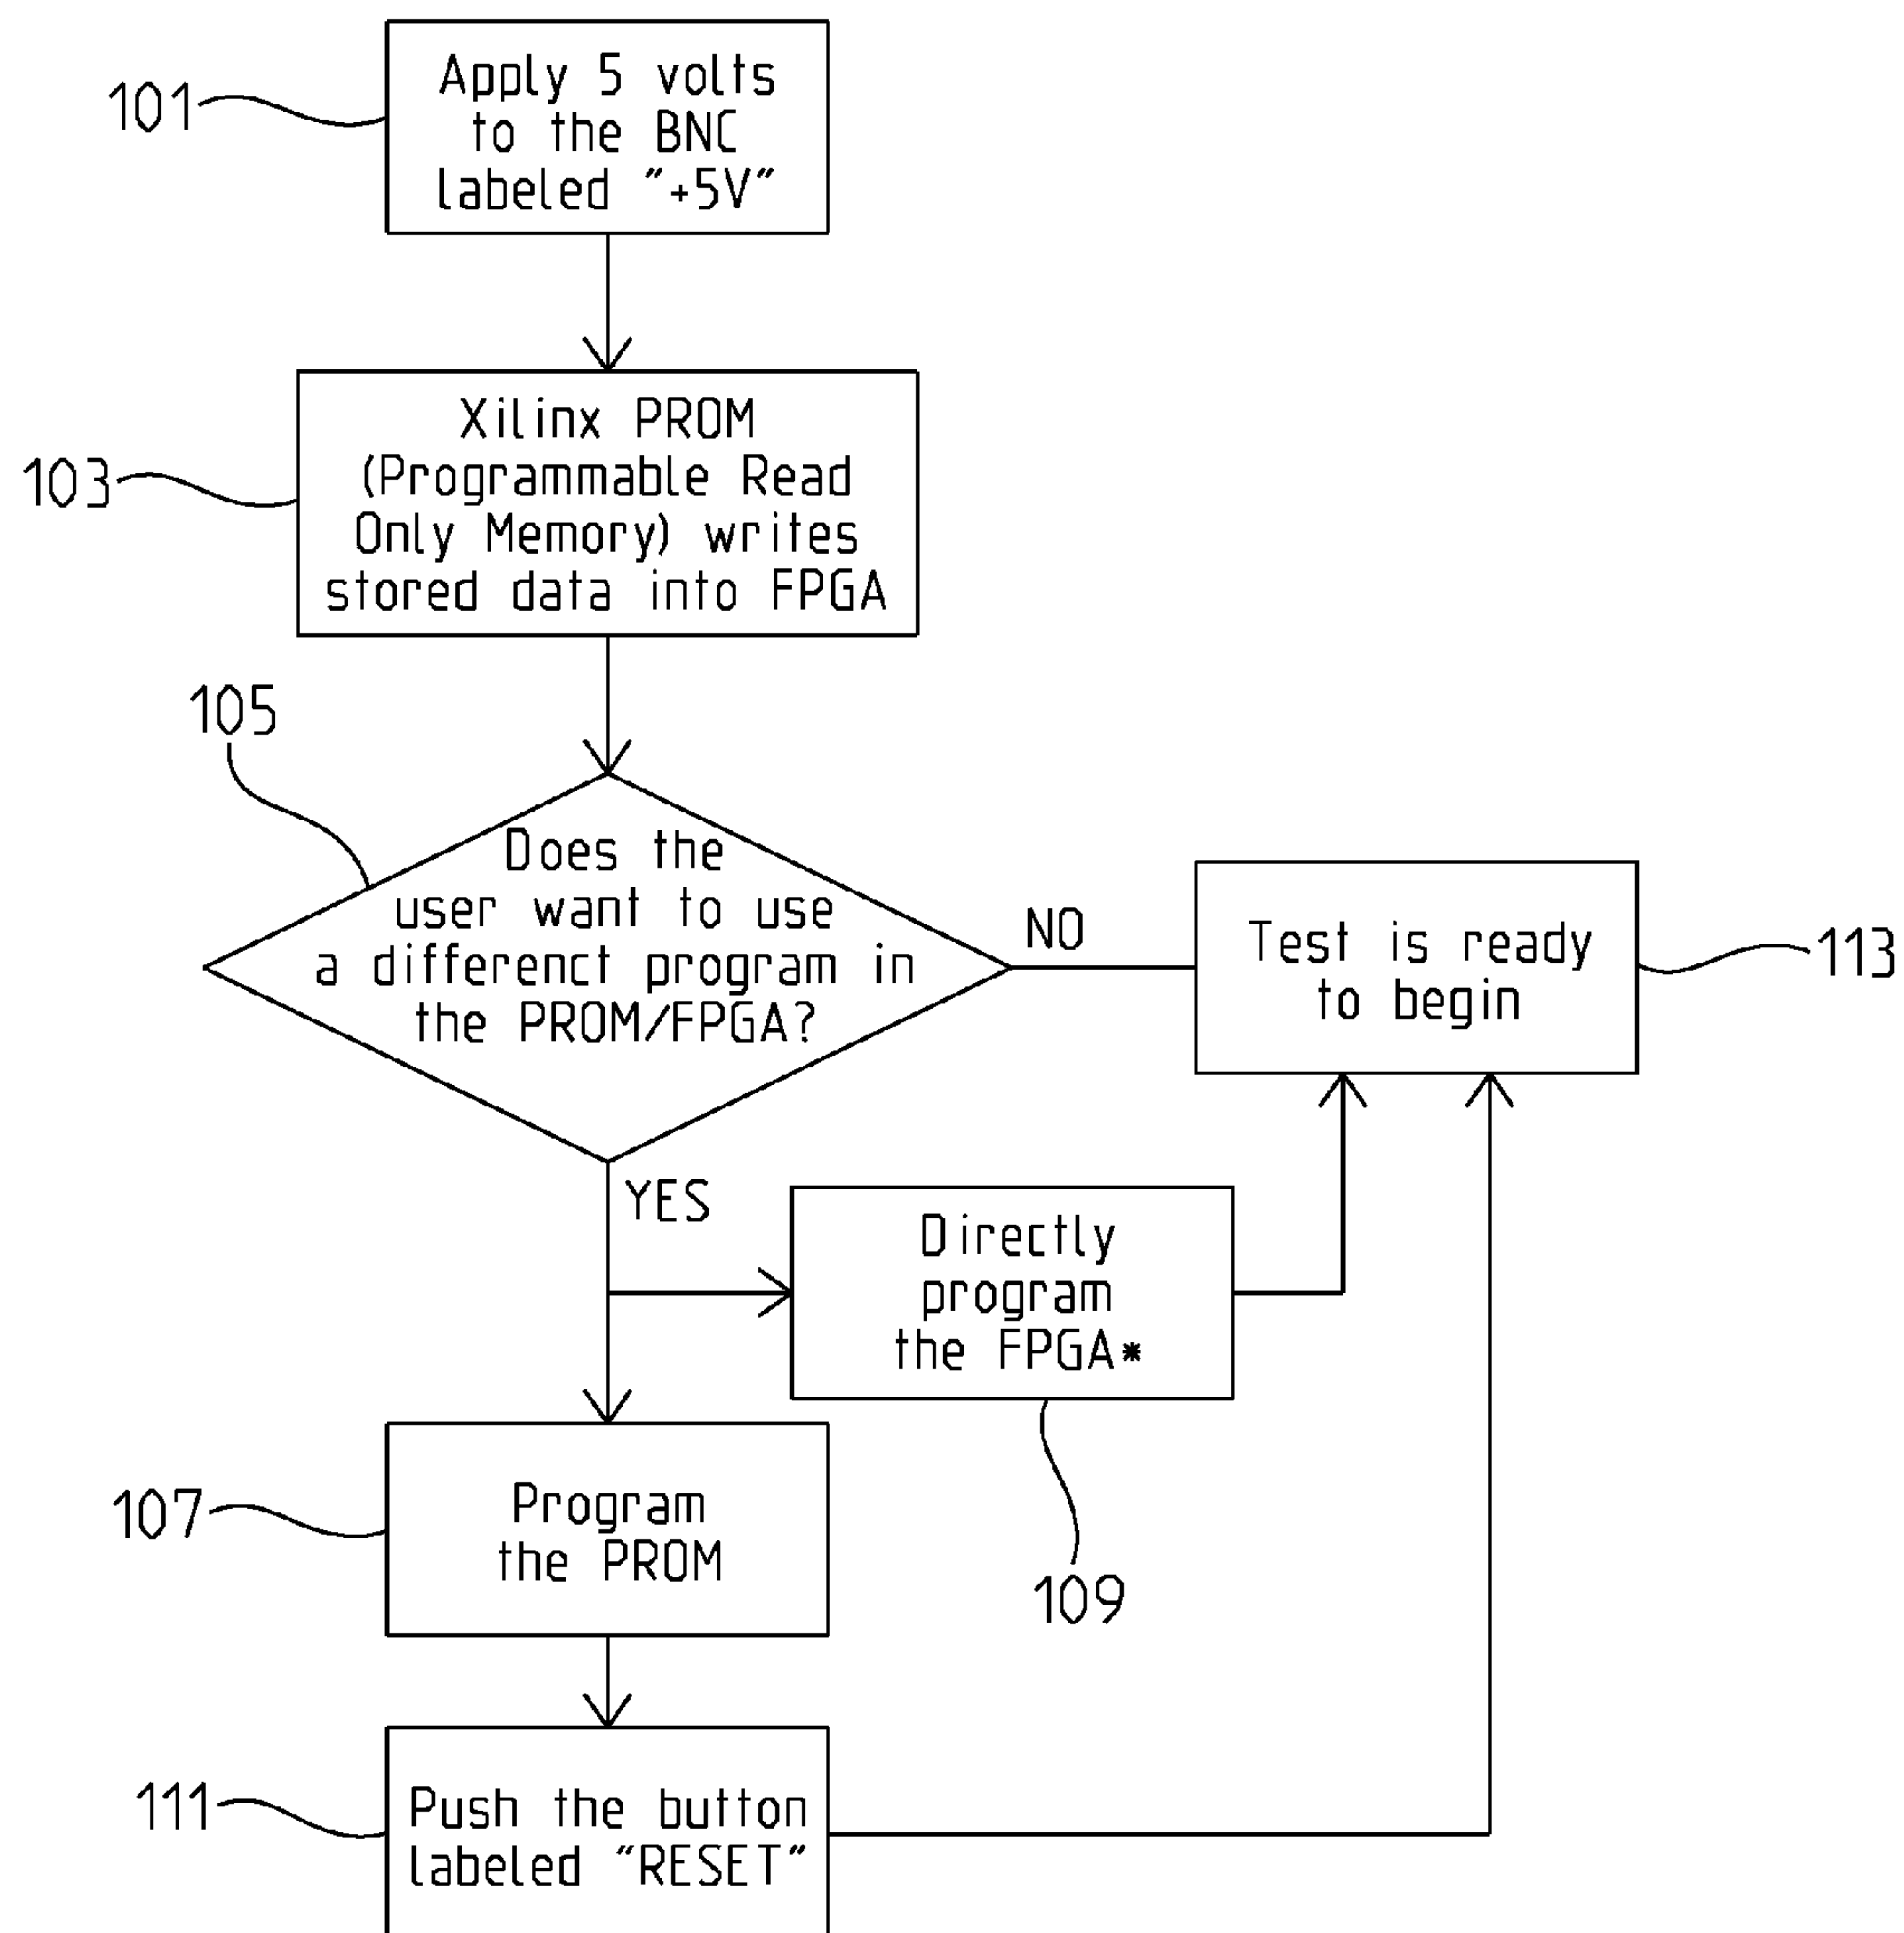 101
Apply 5 volts
to the BNC
labeled "+5V"
103
Xilinx PROM
(Programmable Read
Only Memory) writes
stored data into FPGA
105
Does the
user want to use
a differenct program in
the PROM/FPGA?
NO
Test is ready
to begin
113
YES
Directly
program
the FPGA*
109
107
Program
the PROM
111
Push the button
labeled "RESET"